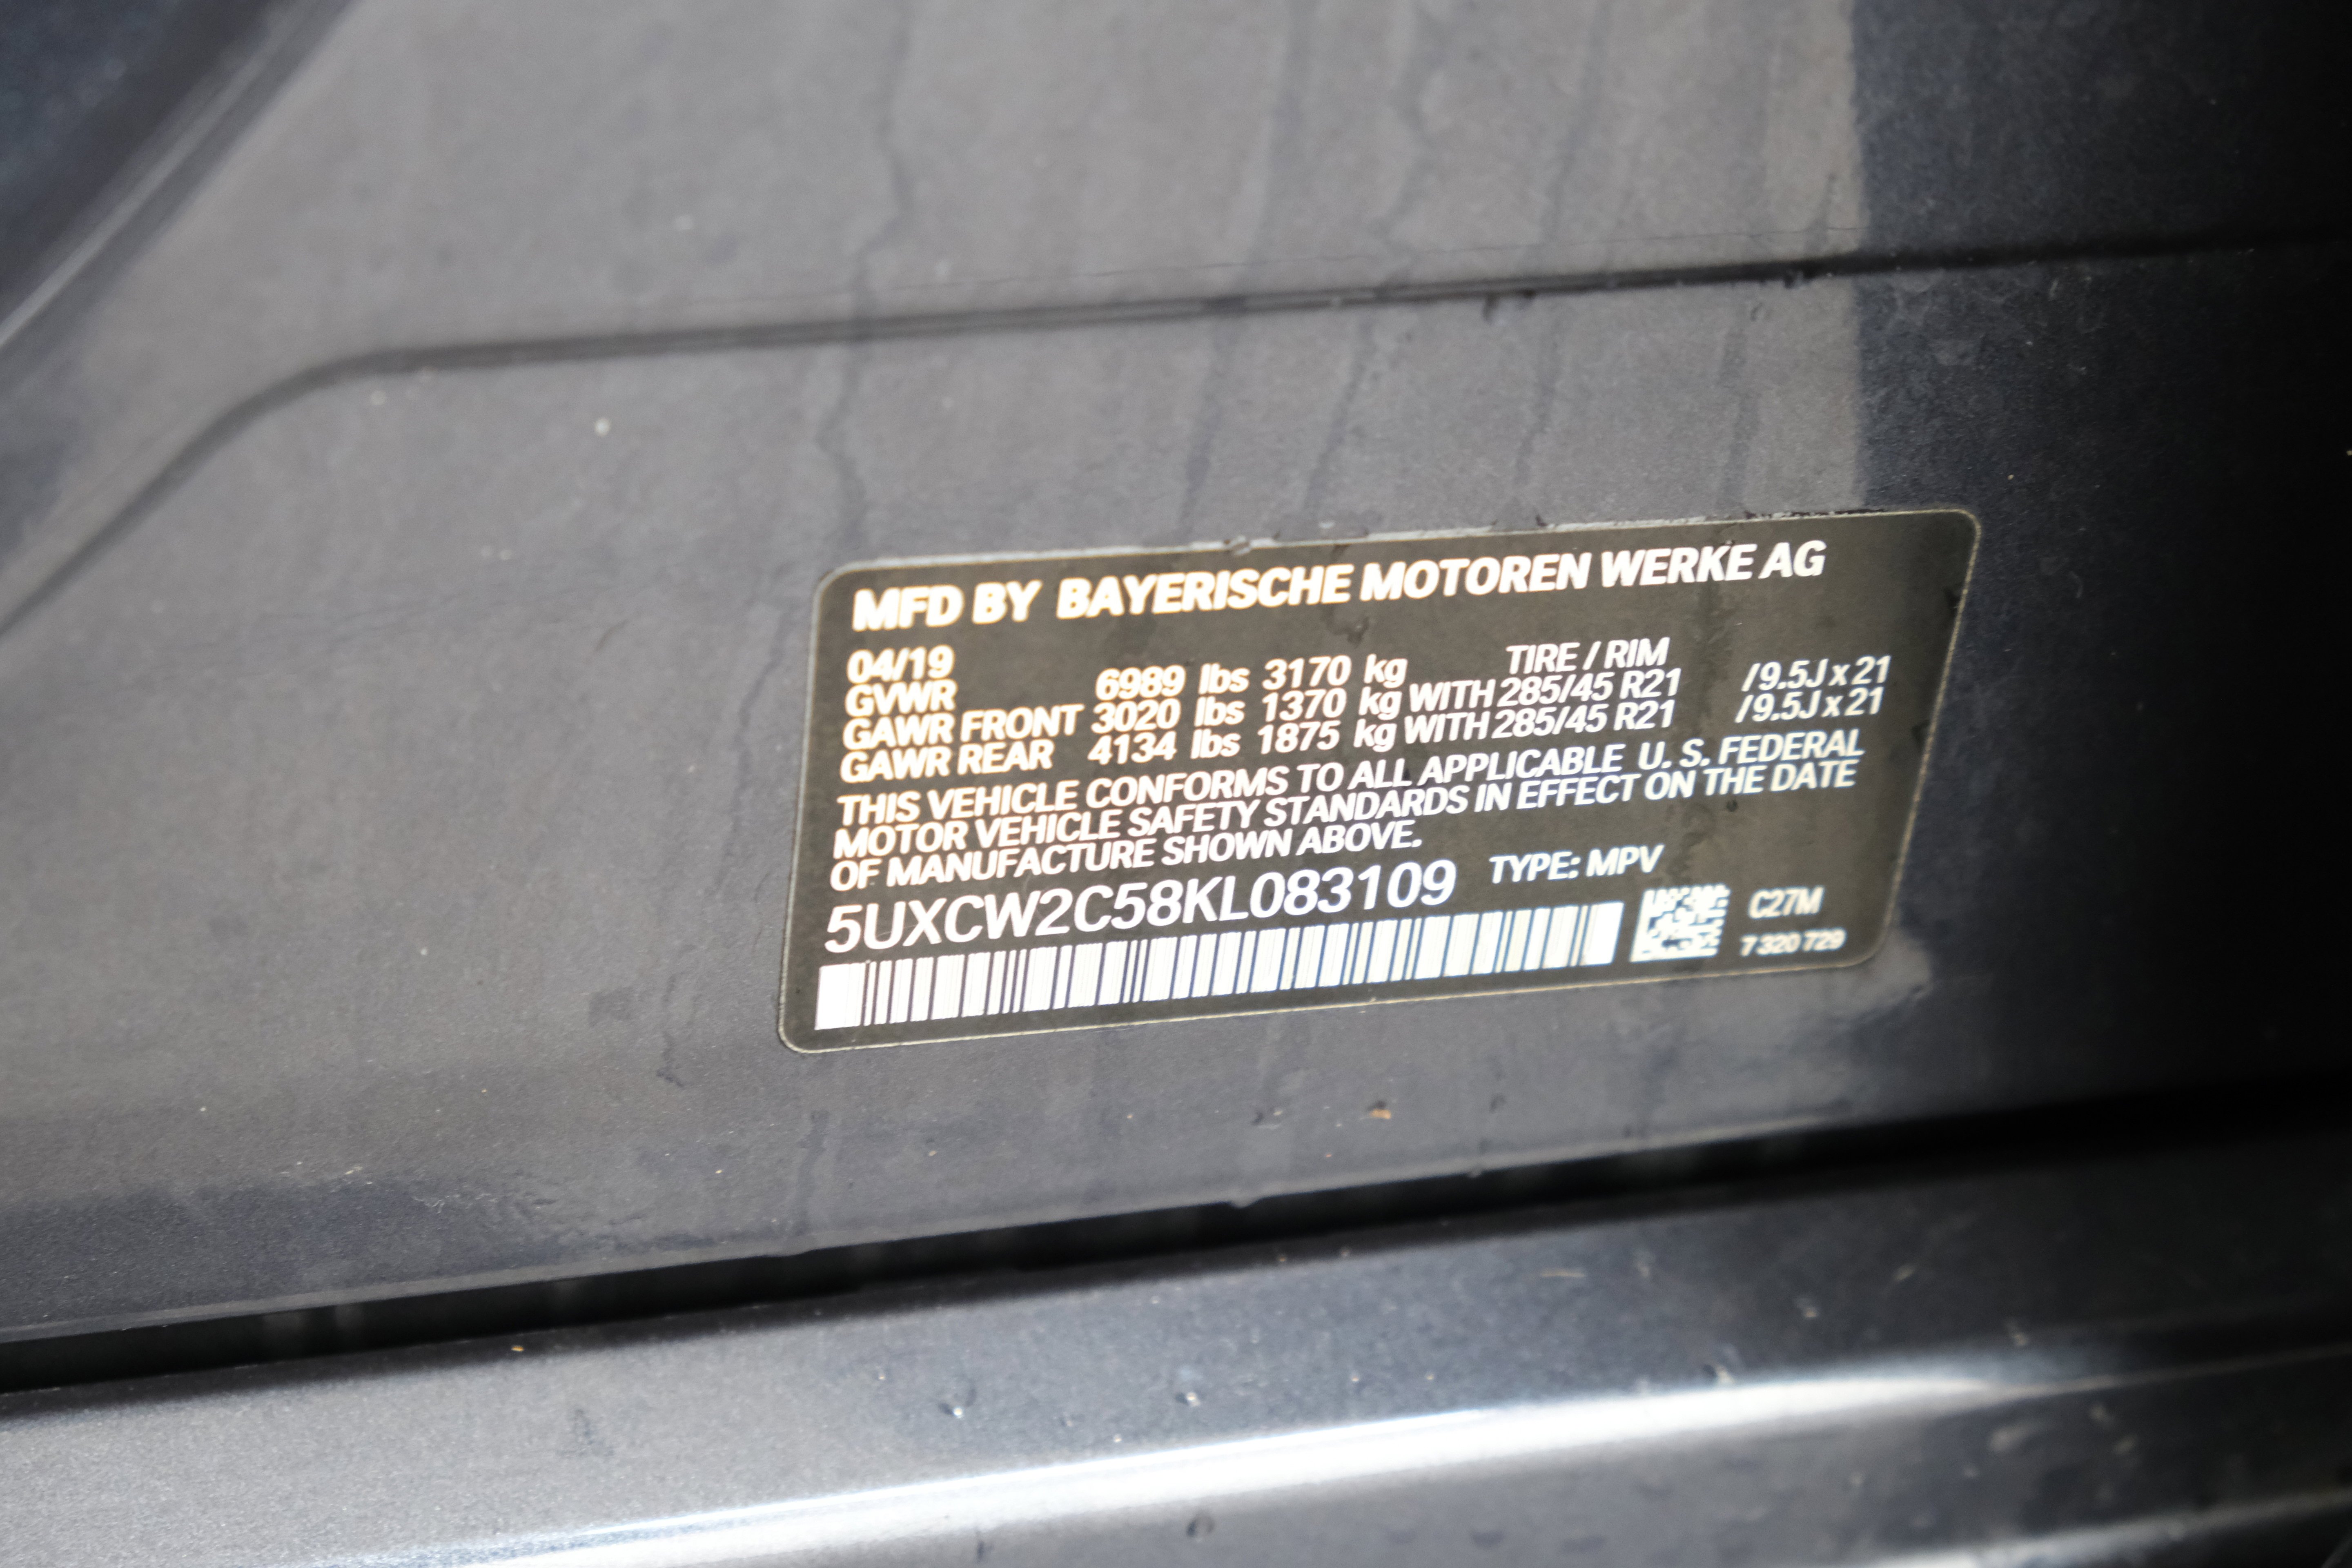 MFD BY BAYERISCHE MOTOREN WERKE AG
04/19 TIRE / RIM
GVWR 6989 lbs 3170 kg
GAWR FRONT 3020 lbs 1370 kg WITH 285/45 R21 /9.5J x 21
GAWR REAR 4134 lbs 1875 kg WITH 285/45 R21 /9.5J x 21
THIS VEHICLE CONFORMS TO ALL APPLICABLE U. S. FEDERAL
MOTOR VEHICLE SAFETY STANDARDS IN EFFECT ON THE DATE
OF MANUFACTURE SHOWN ABOVE.
5UXCW2C58KL083109 TYPE: MPV
C27M
7 320 729